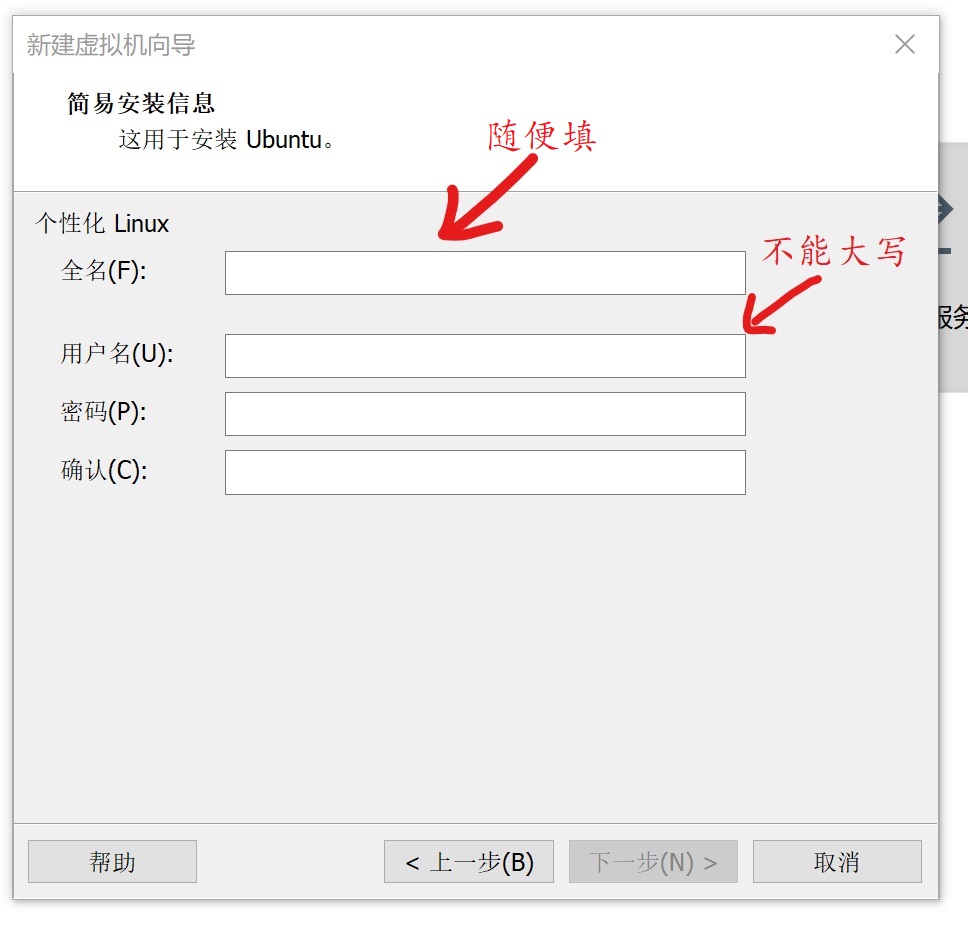 新建虚拟机向导
简易安装信息
这用于安装 Ubuntu。
随便填
个性化 Linux
不能大写
全名(F):
服务
用户名(U):
密码(P):
确认(C):
帮助
< 上一步(B)
下一步(N) >
取消